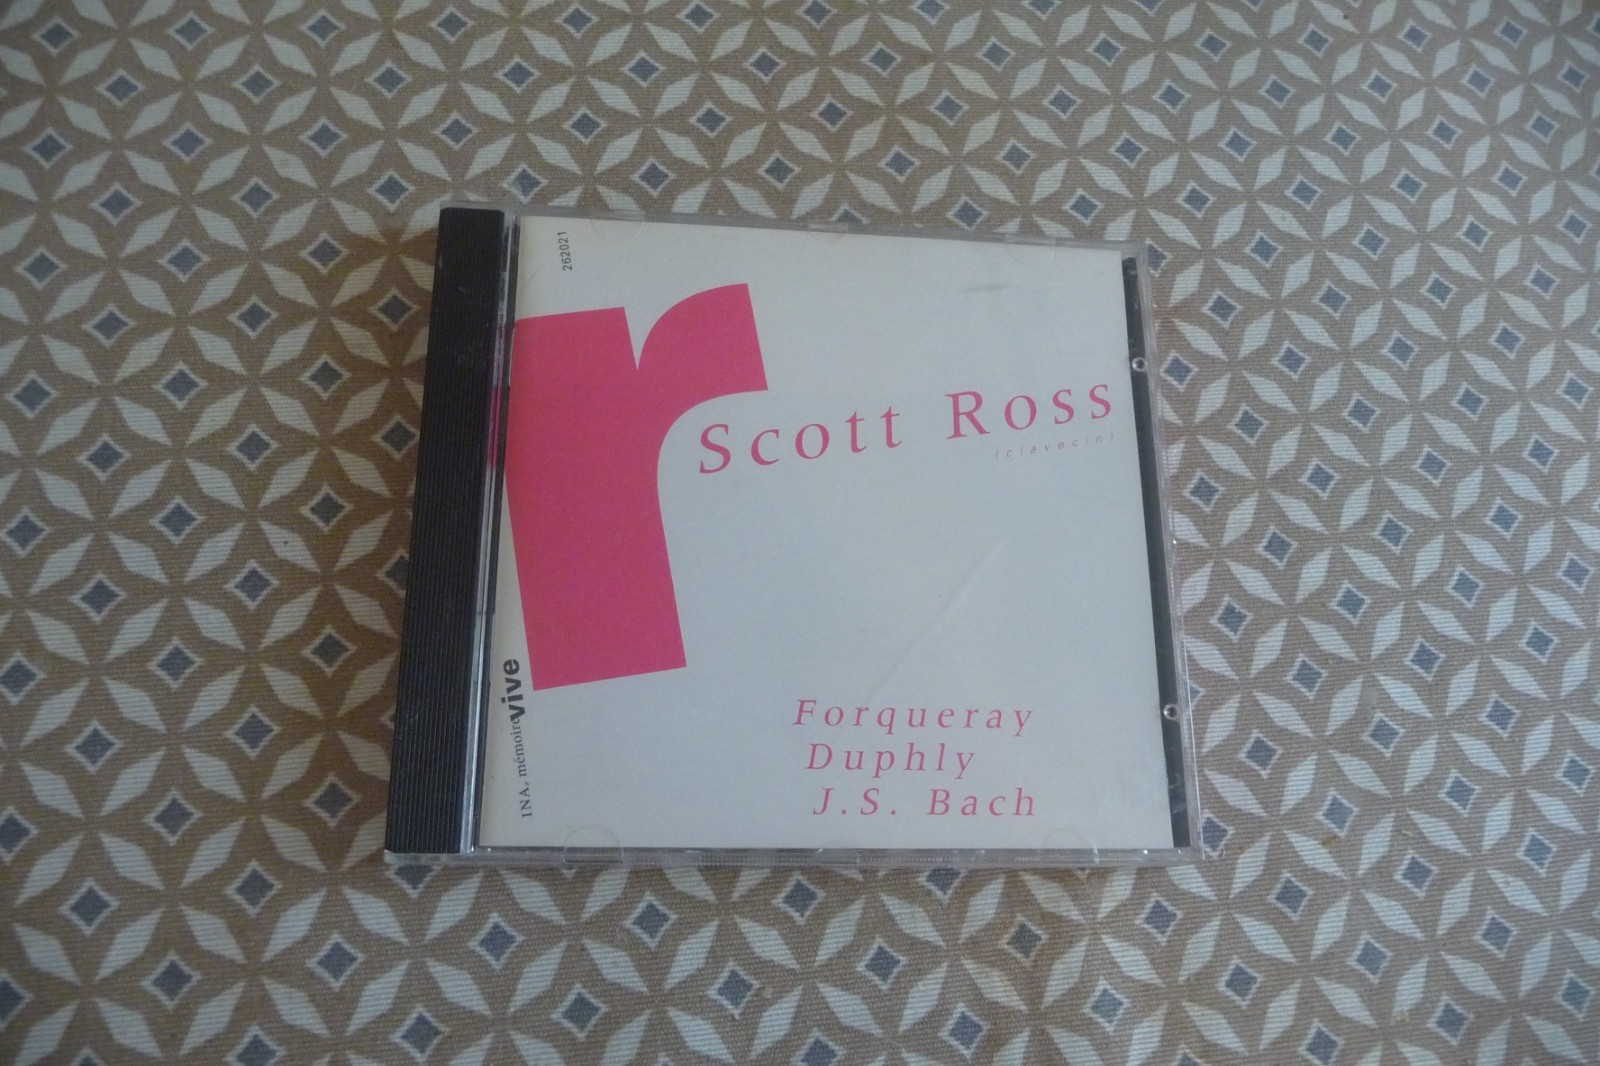 262021
r
Scott Ross
(clavecin)
INA, mémoire vive
Forqueray
Duphly
J.S. Bach